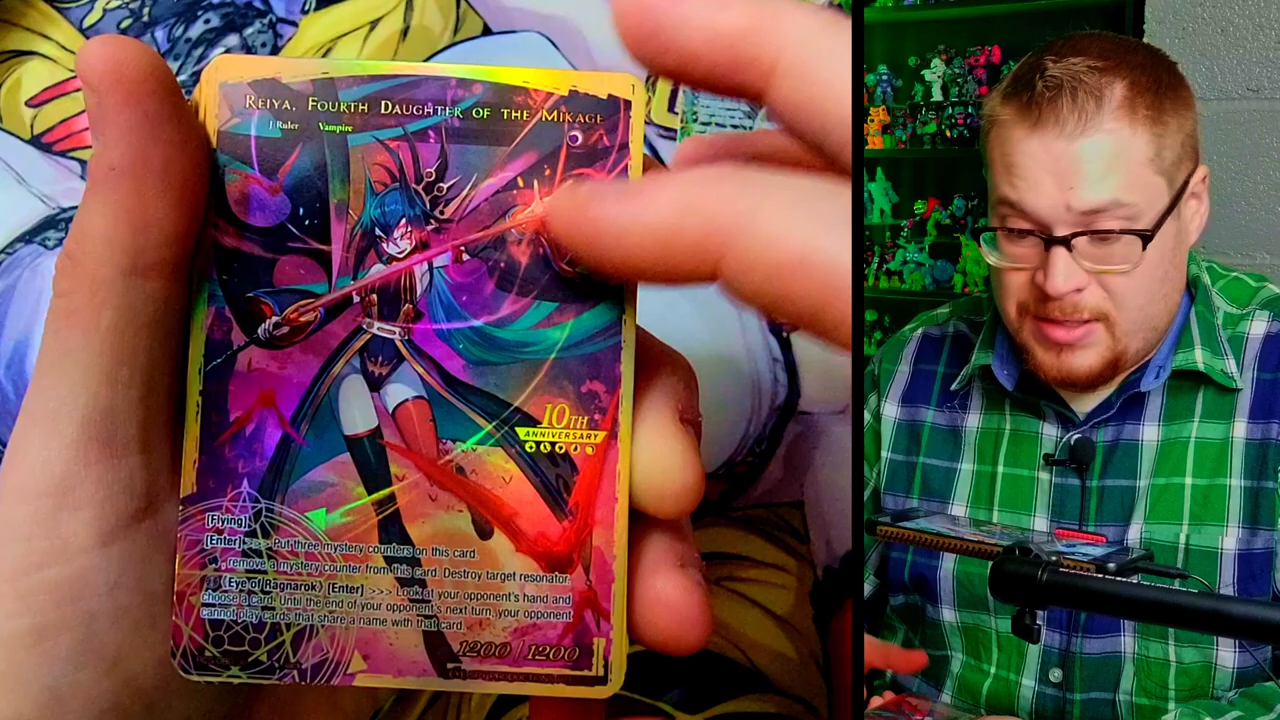 REIYA, FOURTH DAUGHTER OF THE MIKAGE
J. Ruler Vampire
10TH
ANNIVERSARY
[Flying]
[Enter] >>> Put three mystery counters on this card.
remove a mystery counter from this card. Destroy target resonator.
《Eye of Ragnarok》 [Enter] >>> Look at your opponent's hand and
choose a card. Until the end of your opponent's next turn, your opponent
cannot play cards that share a name with that card.
1200 / 1200